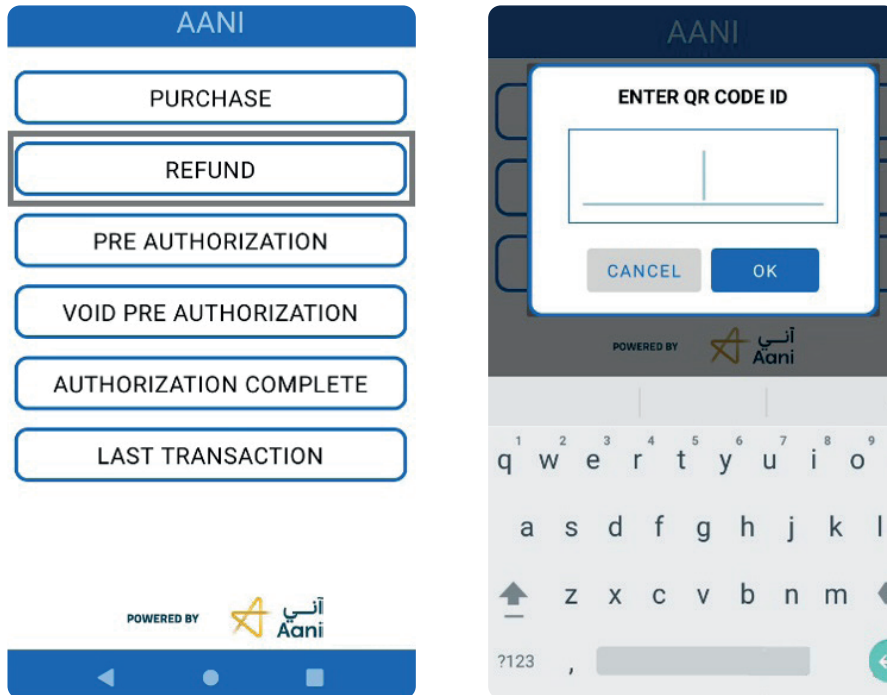 AANI
PURCHASE
REFUND
PRE AUTHORIZATION
VOID PRE AUTHORIZATION
AUTHORIZATION COMPLETE
LAST TRANSACTION
POWERED BY
آني
Aani
AANI
ENTER QR CODE ID
CANCEL OK
POWERED BY
آني
Aani
1 2 3 4 5 6 7 8 9
q w e r t y u i o
a s d f g h j k l
z x c v b n m
?123 ,